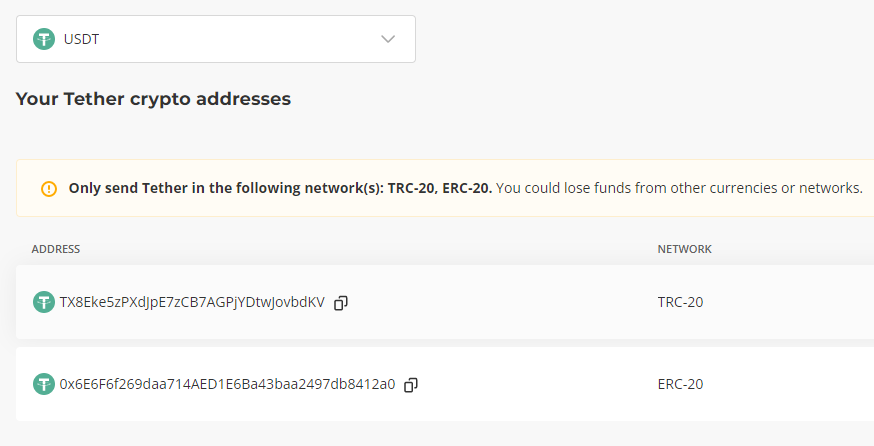 USDT
Your Tether crypto addresses
Only send Tether in the following network(s): TRC-20, ERC-20. You could lose funds from other currencies or networks.
ADDRESS NETWORK
TX8Eke5zPXdJpE7zCB7AGPjYDtwJovbdKV TRC-20
0x6E6F6f269daa714AED1E6Ba43baa2497db8412a0 ERC-20